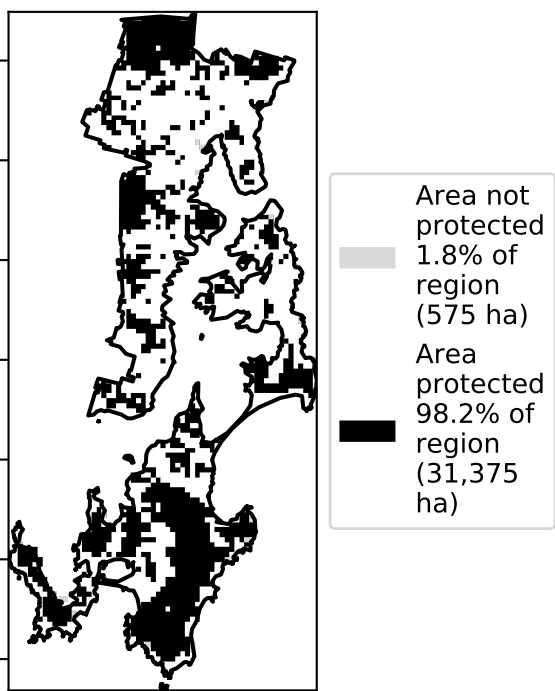 Area not
protected
1.8% of
region
(575 ha)
Area
protected
98.2% of
region
(31,375
ha)